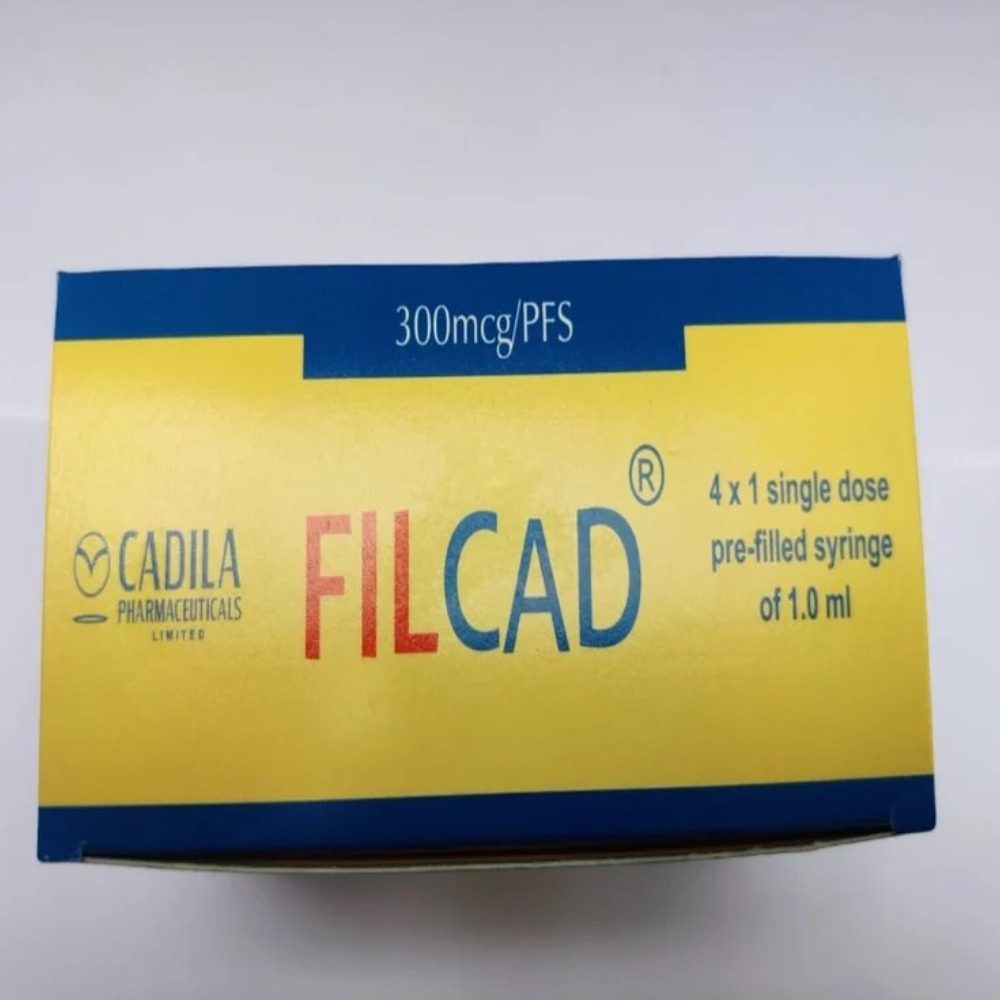 300mcg/PFS
CADILA
PHARMACEUTICALS
LIMITED
FILCAD®
4 x 1 single dose
pre-filled syringe
of 1.0 ml